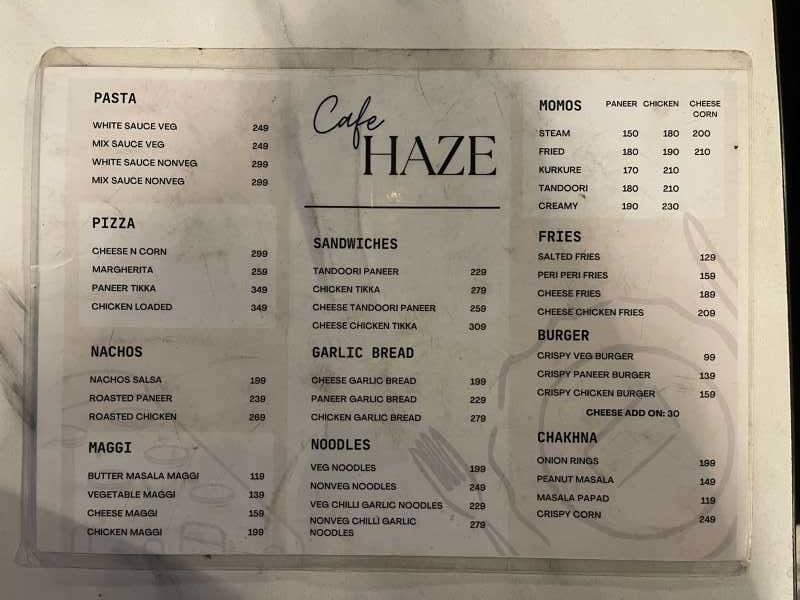 PASTA
WHITE SAUCE VEG 249
MIX SAUCE VEG 249
WHITE SAUCE NONVEG 299
MIX SAUCE NONVEG 299
PIZZA
CHEESE N CORN 299
MARGHERITA 259
PANEER TIKKA 349
CHICKEN LOADED 349
NACHOS
NACHOS SALSA 199
ROASTED PANEER 239
ROASTED CHICKEN 269
MAGGI
BUTTER MASALA MAGGI 119
VEGETABLE MAGGI 139
CHEESE MAGGI 159
CHICKEN MAGGI 199
Cafe
HAZE
SANDWICHES
TANDOORI PANEER 229
CHICKEN TIKKA 279
CHEESE TANDOORI PANEER 259
CHEESE CHICKEN TIKKA 309
GARLIC BREAD
CHEESE GARLIC BREAD 199
PANEER GARLIC BREAD 229
CHICKEN GARLIC BREAD 279
NOODLES
VEG NOODLES 199
NONVEG NOODLES 249
VEG CHILLI GARLIC NOODLES 229
NONVEG CHILLI GARLIC 279
NOODLES
MOMOS PANEER CHICKEN CHEESE
CORN
STEAM 150 180 200
FRIED 180 190 210
KURKURE 170 210
TANDOORI 180 210
CREAMY 190 230
FRIES
SALTED FRIES 129
PERI PERI FRIES 159
CHEESE FRIES 189
CHEESE CHICKEN FRIES 209
BURGER
CRISPY VEG BURGER 99
CRISPY PANEER BURGER 139
CRISPY CHICKEN BURGER 159
CHEESE ADD ON: 30
CHAKHNA
ONION RINGS 199
PEANUT MASALA 149
MASALA PAPAD 119
CRISPY CORN 249